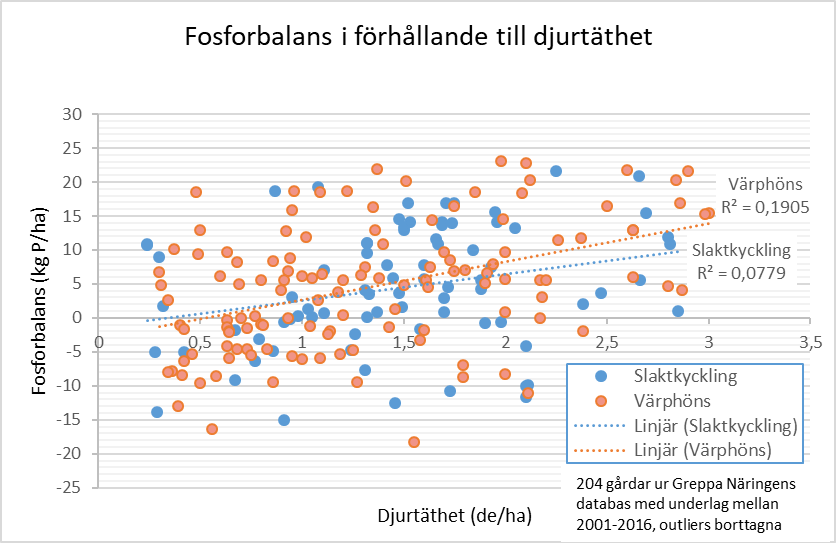 Fosforbalans i förhållande till djurtäthet
Fosforbalans (kg P/ha)
30
25
20
15
10
5
0
-5
-10
-15
-20
-25
0
0,5
1
1,5
2
2,5
3
3,5
Djurtäthet (de/ha)
Värphöns
R² = 0,1905
Slaktkyckling
R² = 0,0779
Slaktkyckling
Värphöns
Linjär (Slaktkyckling)
Linjär (Värphöns)
204 gårdar ur Greppa Näringens
databas med underlag mellan
2001-2016, outliers borttagna